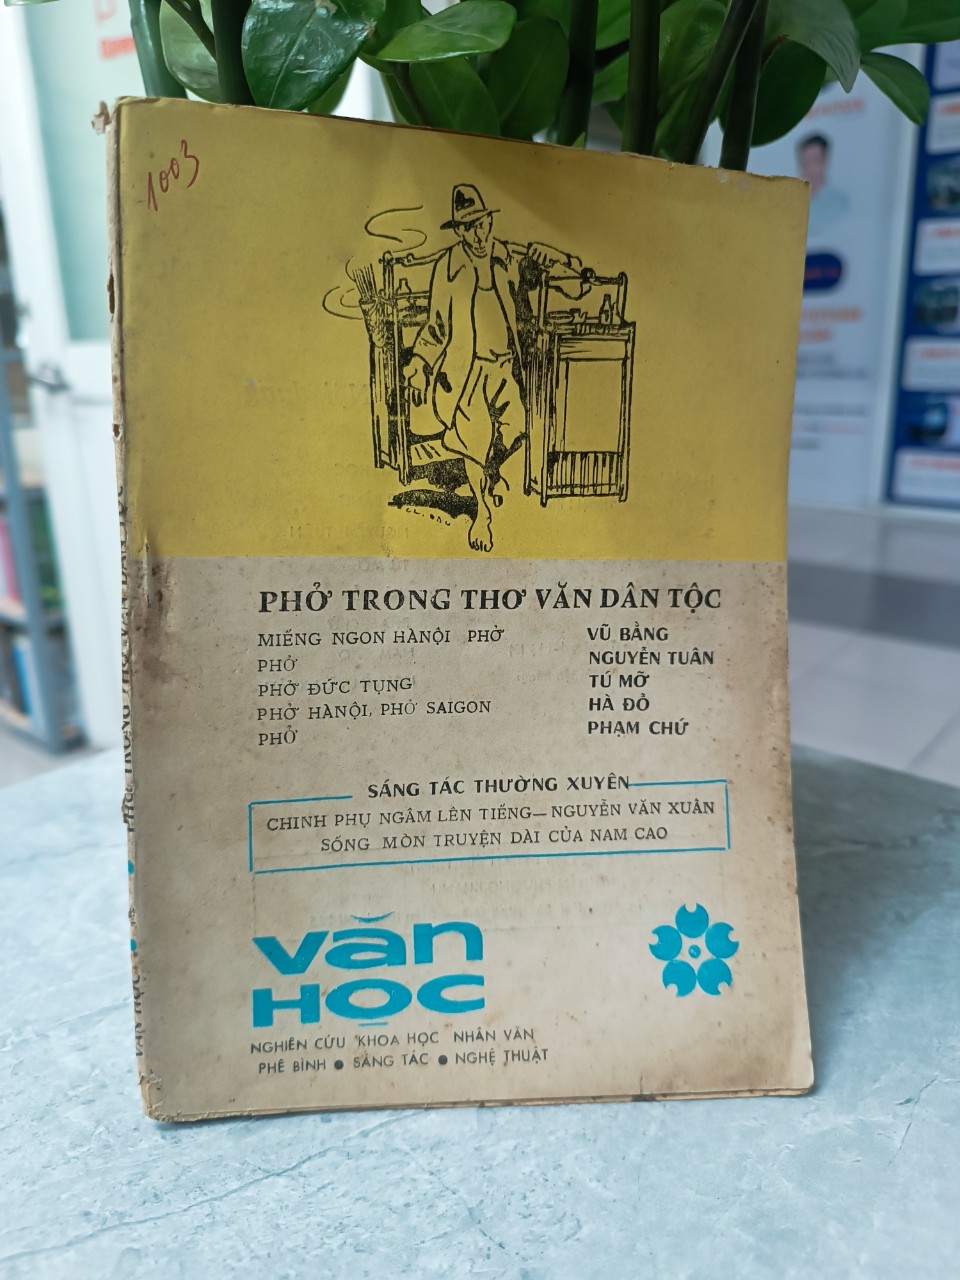 1003
PHỞ TRONG THƠ VĂN DÂN TỘC
MIẾNG NGON HÀNỘI PHỞ VŨ BẰNG
PHỞ NGUYỄN TUÂN
PHỞ ĐỨC TỤNG TÚ MỠ
PHỞ HÀNỘI, PHỞ SAIGON HÀ ĐỒ
PHỞ PHẠM CHỨ
SÁNG TÁC THƯỜNG XUYÊN
CHINH PHỤ NGÂM LÊN TIẾNG — NGUYỄN VĂN XUÂN
SỐNG MÒN TRUYỆN DÀI CỦA NAM CAO
văn
HỌC
NGHIÊN CỨU KHOA HỌC NHÂN VĂN
PHÊ BÌNH ● SÁNG TÁC ● NGHỆ THUẬT